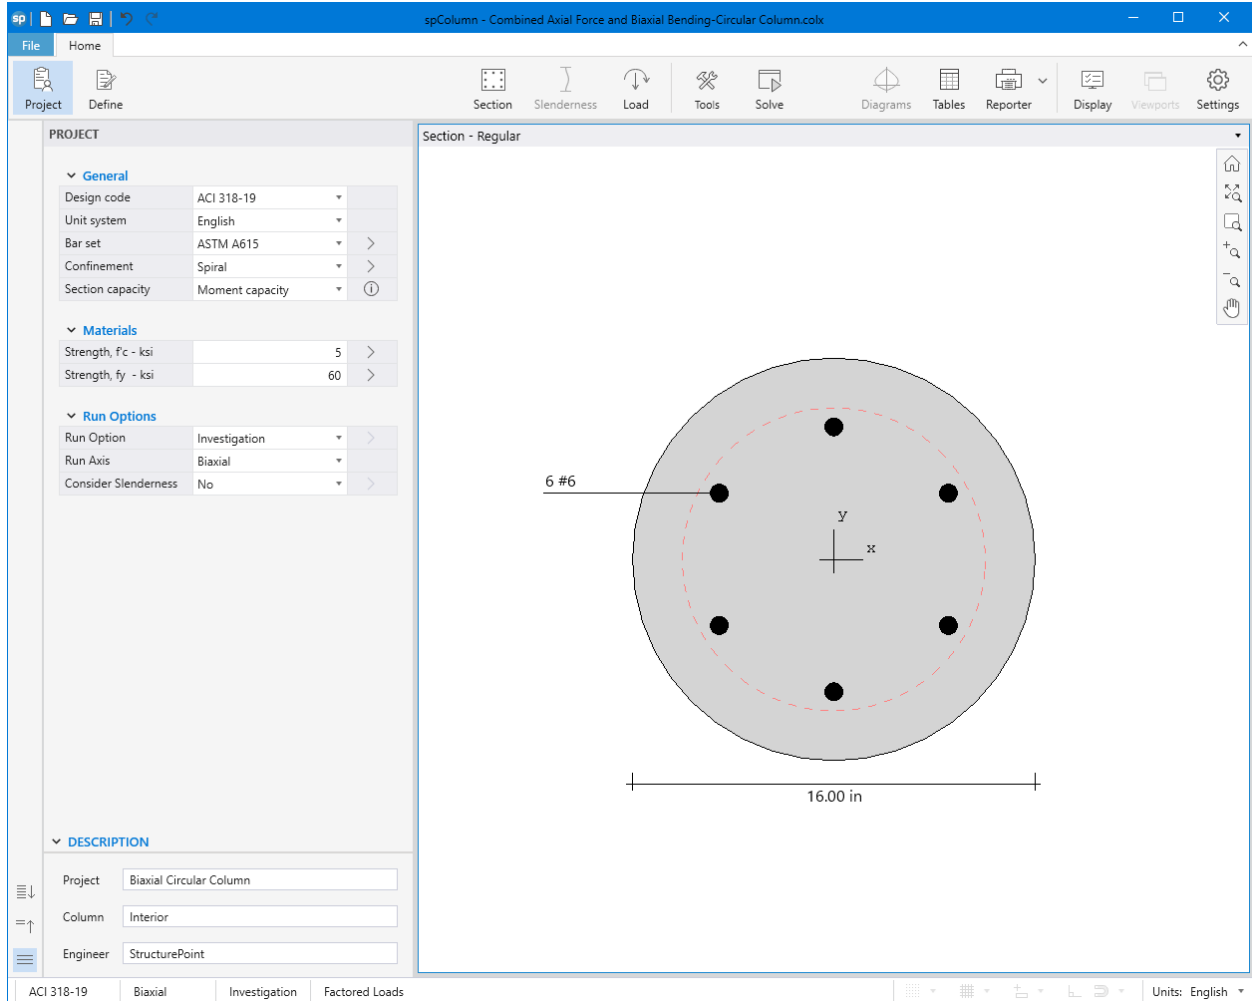 sp
spColumn - Combined Axial Force and Biaxial Bending-Circular Column.colx
File
Home
Project
Define
Section
Slenderness
Load
Tools
Solve
Diagrams
Tables
Reporter
Display
Viewports
Settings
PROJECT
General
Design code ACI 318-19
Unit system English
Bar set ASTM A615
Confinement Spiral
Section capacity Moment capacity
Materials
Strength, f'c - ksi 5
Strength, fy - ksi 60
Run Options
Run Option Investigation
Run Axis Biaxial
Consider Slenderness No
DESCRIPTION
Project Biaxial Circular Column
Column Interior
Engineer StructurePoint
Section - Regular
6 #6
y
x
16.00 in
ACI 318-19
Biaxial
Investigation
Factored Loads
Units: English